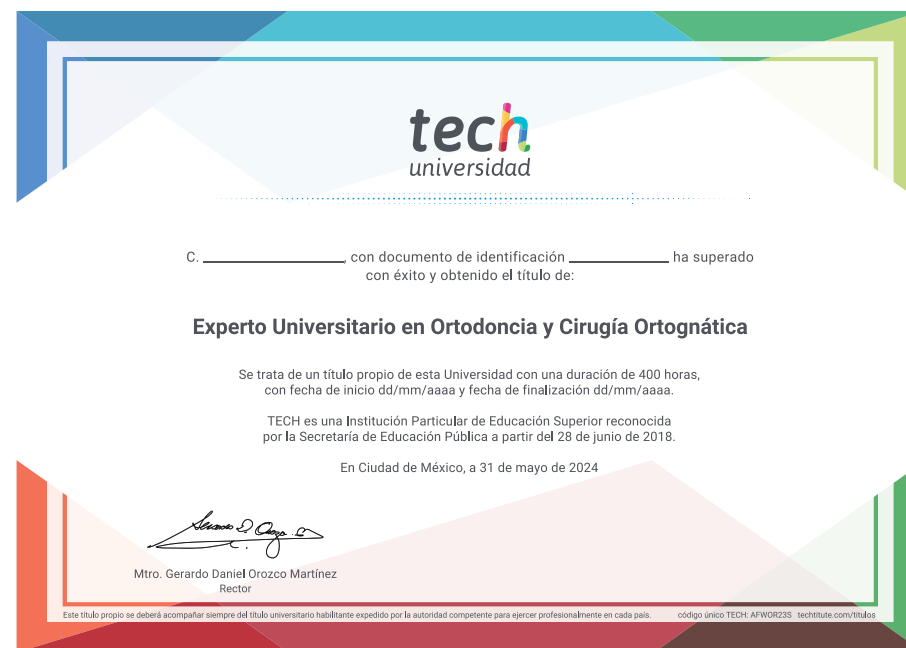 tech
universidad
C. ____________, con documento de identificación ____________ ha superado
con éxito y obtenido el título de:
Experto Universitario en Ortodoncia y Cirugía Ortognática
Se trata de un título propio de esta Universidad con una duración de 400 horas,
con fecha de inicio dd/mm/aaaa y fecha de finalización dd/mm/aaaa.
TECH es una Institución Particular de Educación Superior reconocida
por la Secretaría de Educación Pública a partir del 28 de junio de 2018.
En Ciudad de México, a 31 de mayo de 2024
Mtro. Gerardo Daniel Orozco Martínez
Rector
Este título propio se deberá acompañar siempre del título universitario habilitante expedido por la autoridad competente para ejercer profesionalmente en cada país. código único TECH: AFWOR23S techtitute.com/titulos